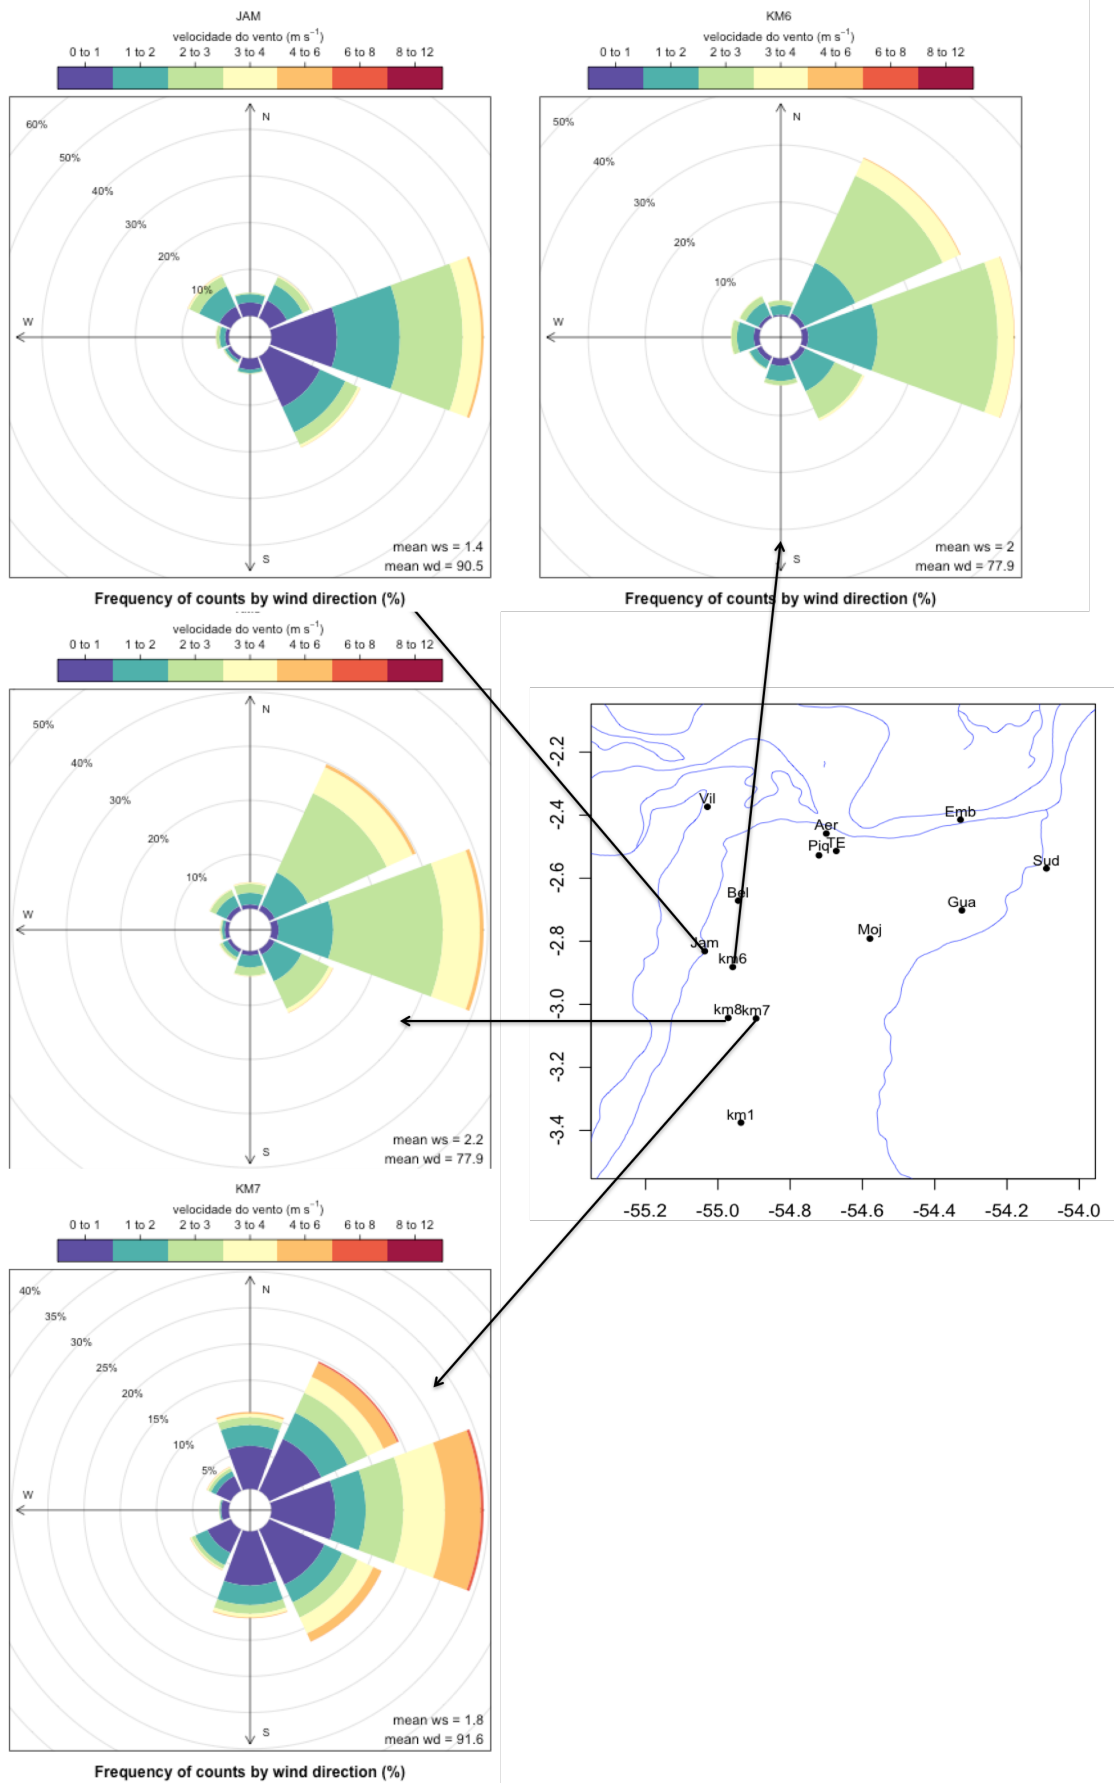 JAM
velocidade do vento (m s⁻¹)
0 to 1 1 to 2 2 to 3 3 to 4 4 to 6 6 to 8 8 to 12
60%
50%
40%
30%
20%
10%
N
W
S
mean ws = 1.4
mean wd = 90.5
Frequency of counts by wind direction (%)
KM6
velocidade do vento (m s⁻¹)
0 to 1 1 to 2 2 to 3 3 to 4 4 to 6 6 to 8 8 to 12
50%
40%
30%
20%
10%
N
W
S
mean ws = 2
mean wd = 77.9
Frequency of counts by wind direction (%)
velocidade do vento (m s⁻¹)
0 to 1 1 to 2 2 to 3 3 to 4 4 to 6 6 to 8 8 to 12
50%
40%
30%
20%
10%
N
W
S
mean ws = 2.2
mean wd = 77.9
-2.2
-2.4
-2.6
-2.8
-3.0
-3.2
-3.4
Vil
Emb
Aer
Piq TE
Sud
Bel
Gua
Moj
Jam
km6
km8 km7
km1
-55.2 -55.0 -54.8 -54.6 -54.4 -54.2 -54.0
KM7
velocidade do vento (m s⁻¹)
0 to 1 1 to 2 2 to 3 3 to 4 4 to 6 6 to 8 8 to 12
40%
35%
30%
25%
20%
15%
10%
5%
N
W
S
mean ws = 1.8
mean wd = 91.6
Frequency of counts by wind direction (%)